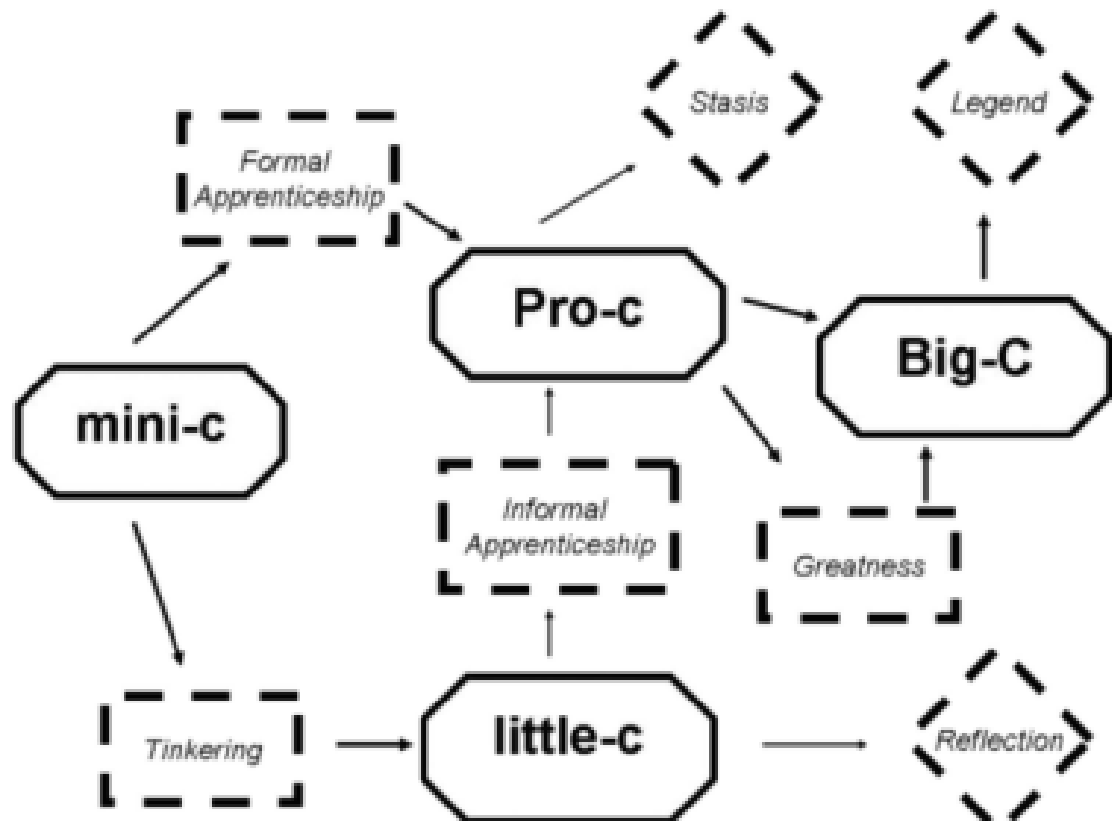 Stasis
Legend
Formal
Apprenticeship
Pro-c
Big-C
mini-c
Informal
Apprenticeship
Greatness
Tinkering
little-c
Reflection